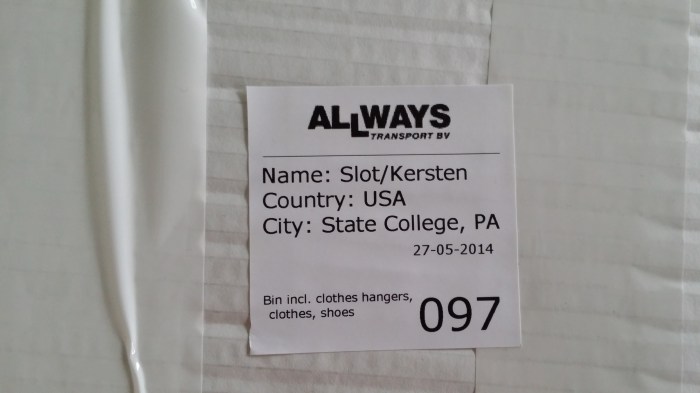 ALLWAYS
TRANSPORT BV
Name: Slot/Kersten
Country: USA
City: State College, PA
27-05-2014
Bin incl. clothes hangers,
clothes, shoes
097